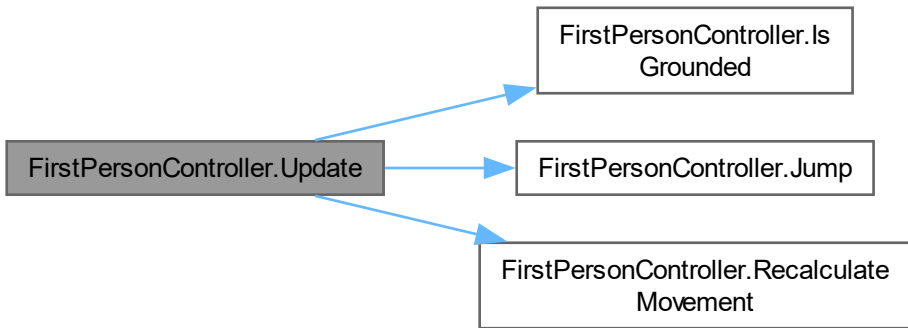 FirstPersonController.Is
Grounded
FirstPersonController.Update
FirstPersonController.Jump
FirstPersonController.Recalculate
Movement